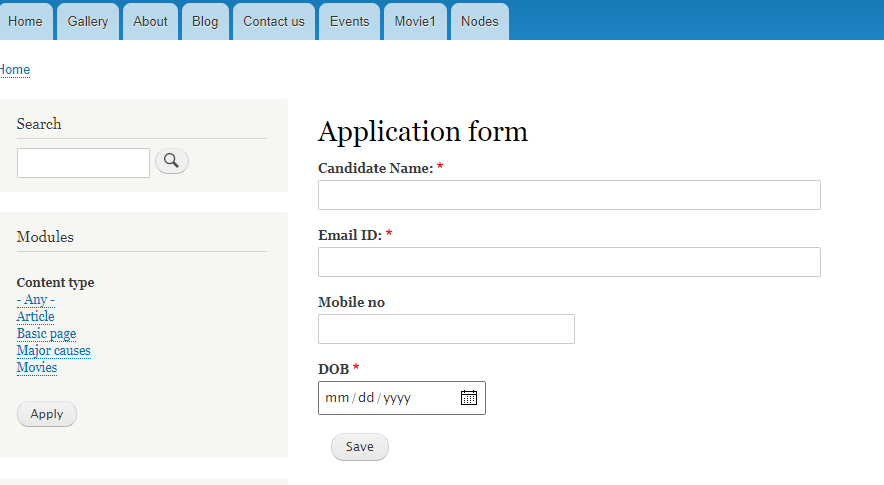 Home Gallery About Blog Contact us Events Movie1 Nodes
Home
Search
Modules
Content type
- Any -
Article
Basic page
Major causes
Movies
Apply
Application form
Candidate Name: *
Email ID: *
Mobile no
DOB *
mm/dd/yyyy
Save